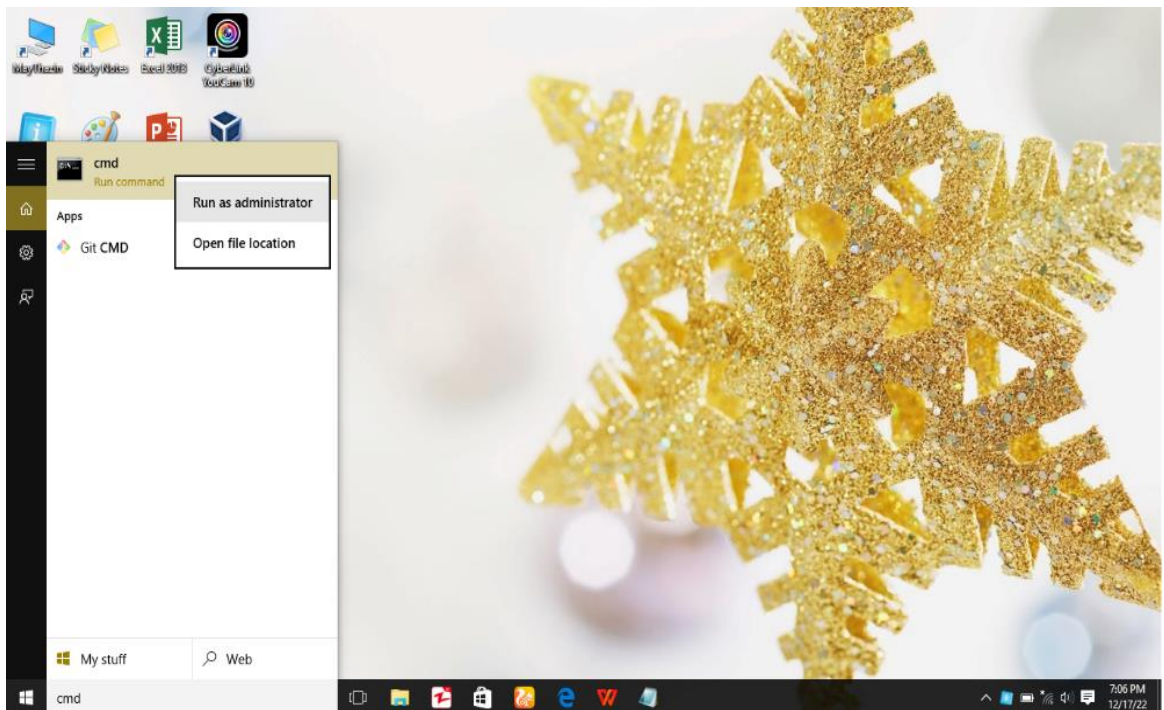 MayThazin
Sticky Notes
Excel 2013
CyberLink
YouCam 10
cmd
Run command
Run as administrator
Open file location
Apps
Git CMD
My stuff
Web
cmd
7:06 PM
12/17/22